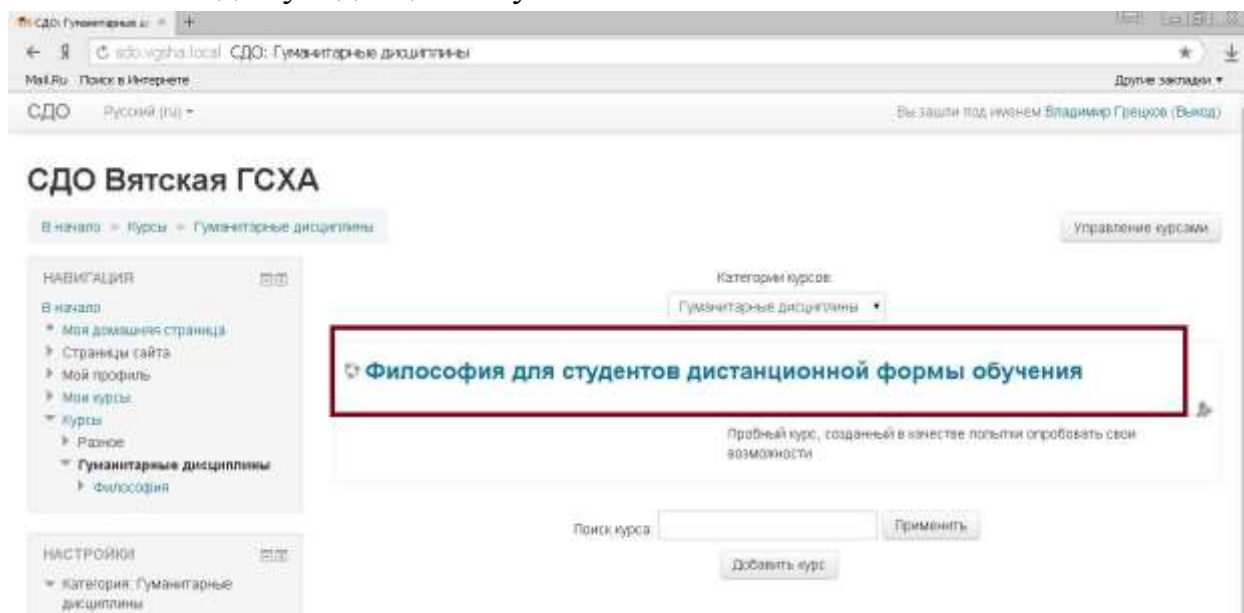 СДО: Гуманитарные ди
sdo.vgsha.local СДО: Гуманитарные дисциплины
Mail.Ru Поиск в Интернете
Другие закладки
СДО Русский (ru)
Вы зашли под именем Владимир Грецков (Выход)
СДО Вятская ГСХА
В начало Курсы Гуманитарные дисциплины
Управление курсами
НАВИГАЦИЯ
В начало
Моя домашняя страница
Страницы сайта
Мой профиль
Мои курсы
Курсы
Разное
Гуманитарные дисциплины
Философия
Категории курсов:
Гуманитарные дисциплины
Философия для студентов дистанционной формы обучения
Пробный курс, созданный в качестве попытки опробовать свои
возможности
Поиск курса: Применить
Добавить курс
НАСТРОЙКИ
Категория: Гуманитарные
дисциплины